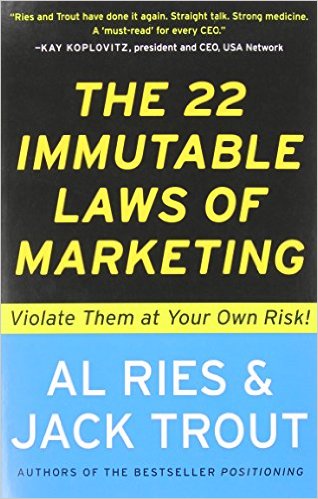 "Ries and Trout have done it again. Straight talk. Strong medicine.
A 'must-read' for every CEO."
–KAY KOPLOVITZ, president and CEO, USA Network
THE 22
IMMUTABLE
LAWS OF
MARKETING
Violate Them at Your Own Risk!
AL RIES &
JACK TROUT
AUTHORS OF THE BESTSELLER POSITIONING